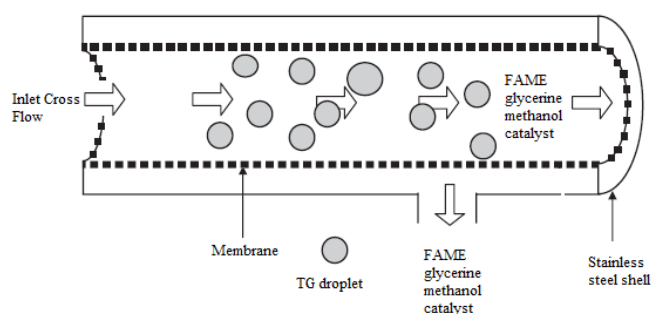 Inlet Cross
Flow
FAME
glycerine
methanol
catalyst
Membrane
TG droplet
FAME
glycerine
methanol
catalyst
Stainless
steel shell